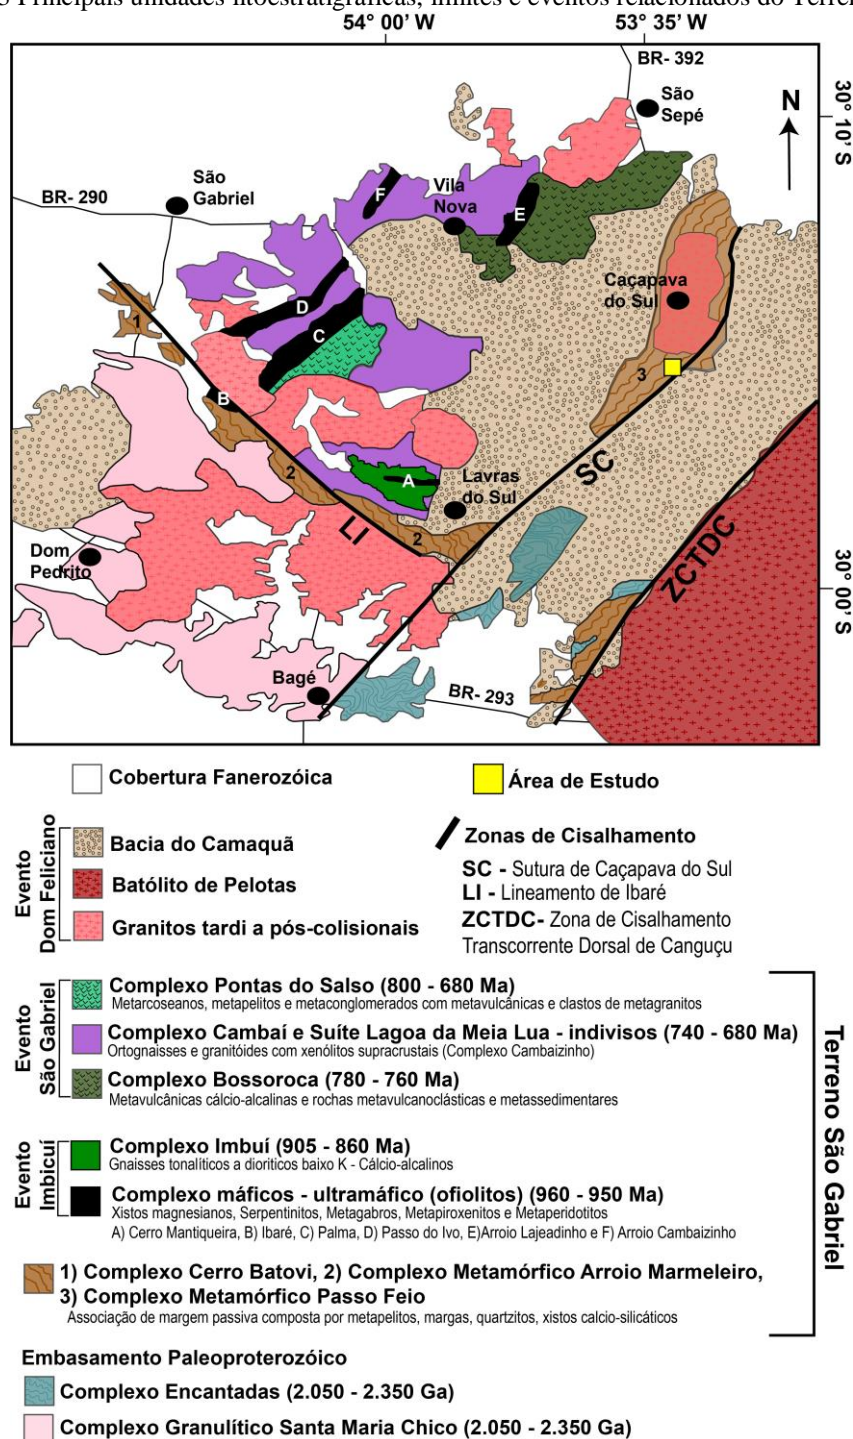 3 Principais unidades litoestratigráficas, limites e eventos relacionados do Terre
54° 00' W
53° 35' W
BR- 392
30° 10' S
São
Sepé
N
São
Gabriel
BR- 290
F
Vila
Nova
E
Caçapava
do Sul
D
C
1
3
B
A
Lavras
do Sul
SC
2
LI
2
Dom
Pedrito
ZCTDC
30° 00' S
Bagé
BR- 293
Cobertura Fanerozóica
Área de Estudo
Evento
Dom Feliciano
Bacia do Camaquã
Batólito de Pelotas
Granitos tardi a pós-colisionais
Zonas de Cisalhamento
SC - Sutura de Caçapava do Sul
LI - Lineamento de Ibaré
ZCTDC- Zona de Cisalhamento
Transcorrente Dorsal de Canguçu
Evento
São Gabriel
Complexo Pontas do Salso (800 - 680 Ma)
Metarcoseanos, metapelitos e metaconglomerados com metavulcânicas e clastos de metagranitos
Complexo Cambaí e Suíte Lagoa da Meia Lua - indivisos (740 - 680 Ma)
Ortognaisses e granitóides com xenólitos supracrustais (Complexo Cambaizinho)
Complexo Bossoroca (780 - 760 Ma)
Metavulcânicas cálcio-alcalinas e rochas metavulcanoclásticas e metassedimentares
Terreno São Gabriel
Evento
Imbicuí
Complexo Imbuí (905 - 860 Ma)
Gnaisses tonalíticos a dioriticos baixo K - Cálcio-alcalinos
Complexo máficos - ultramáfico (ofiolitos) (960 - 950 Ma)
Xistos magnesianos, Serpentinitos, Metagabros, Metapiroxenitos e Metaperidotitos
A) Cerro Mantiqueira, B) Ibaré, C) Palma, D) Passo do Ivo, E)Arroio Lajeadinho e F) Arroio Cambaizinho
1) Complexo Cerro Batovi, 2) Complexo Metamórfico Arroio Marmeleiro,
3) Complexo Metamórfico Passo Feio
Associação de margem passiva composta por metapelitos, margas, quartzitos, xistos calcio-silicáticos
Embasamento Paleoproterozóico
Complexo Encantadas (2.050 - 2.350 Ga)
Complexo Granulítico Santa Maria Chico (2.050 - 2.350 Ga)